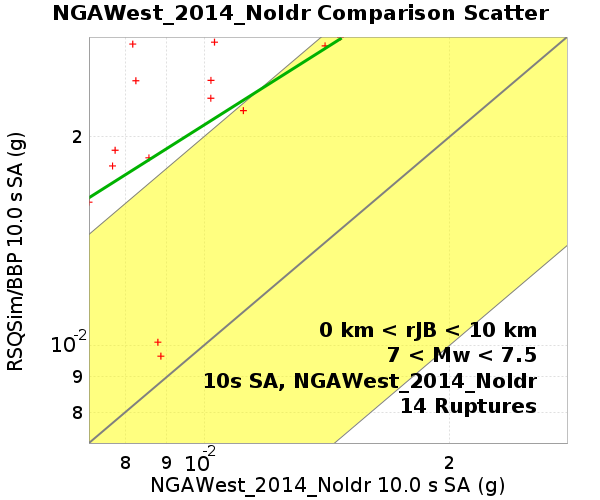 NGAWest_2014_NoIdr Comparison Scatter
RSQSim/BBP 10.0 s SA (g)
2
10-2
9
8
0 km < rJB < 10 km
7 < Mw < 7.5
10s SA, NGAWest_2014_NoIdr
14 Ruptures
8 9 10-2 2
NGAWest_2014_NoIdr 10.0 s SA (g)